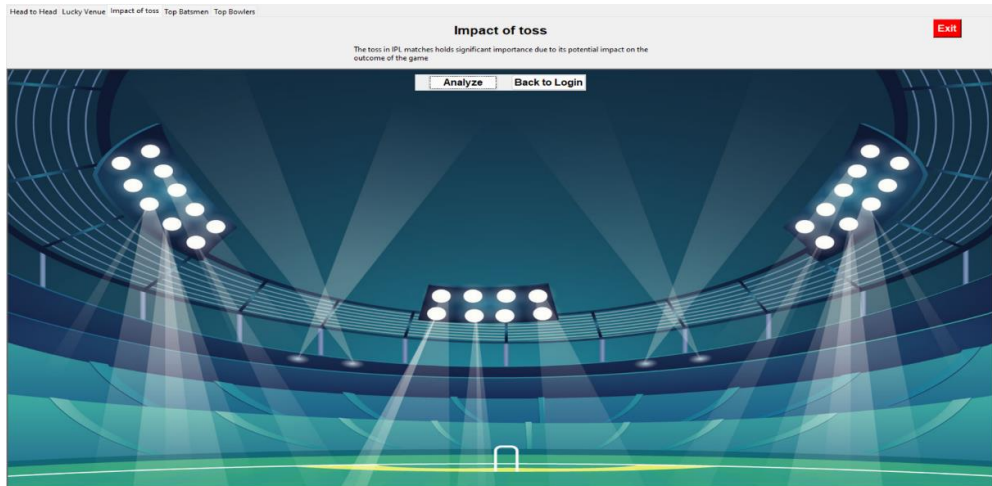 Head to Head Lucky Venue Impact of toss Top Batsmen Top Bowlers
Impact of toss
Exit
The toss in IPL matches holds significant importance due to its potential impact on the
outcome of the game
Analyze Back to Login